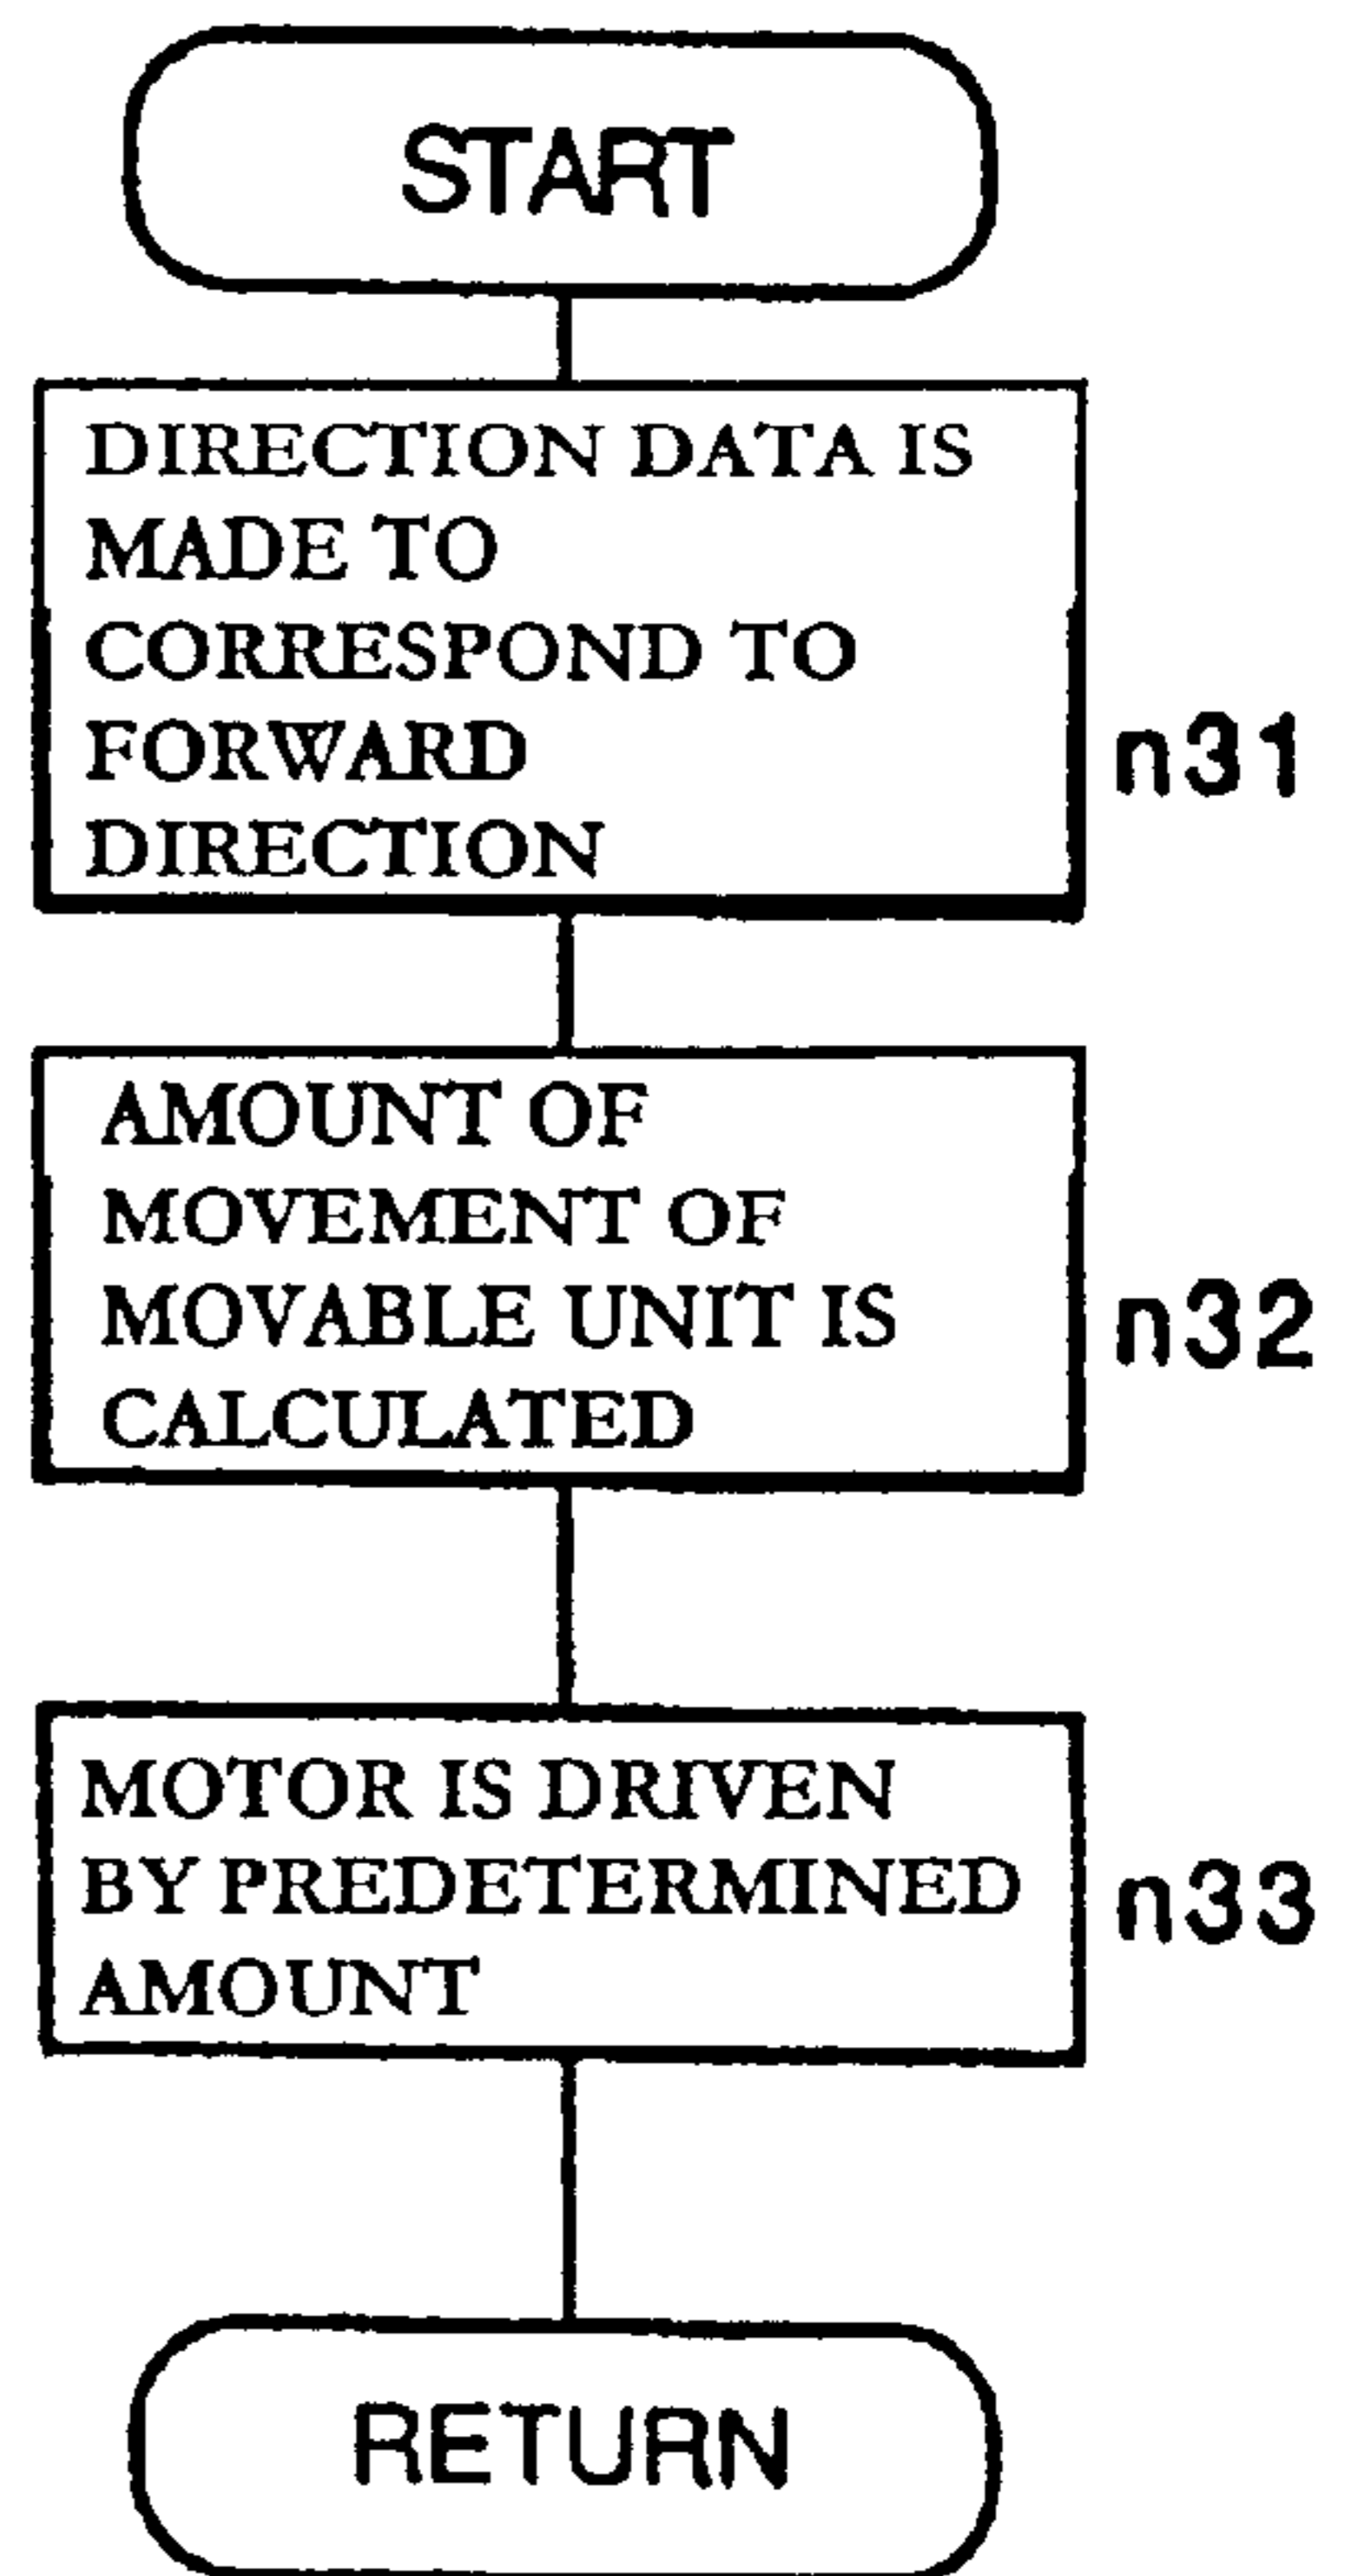 START
DIRECTION DATA IS
MADE TO
CORRESPOND TO
FORWARD
DIRECTION
n31
AMOUNT OF
MOVEMENT OF
MOVABLE UNIT IS
CALCULATED
n32
MOTOR IS DRIVEN
BY PREDETERMINED
AMOUNT
n33
RETURN